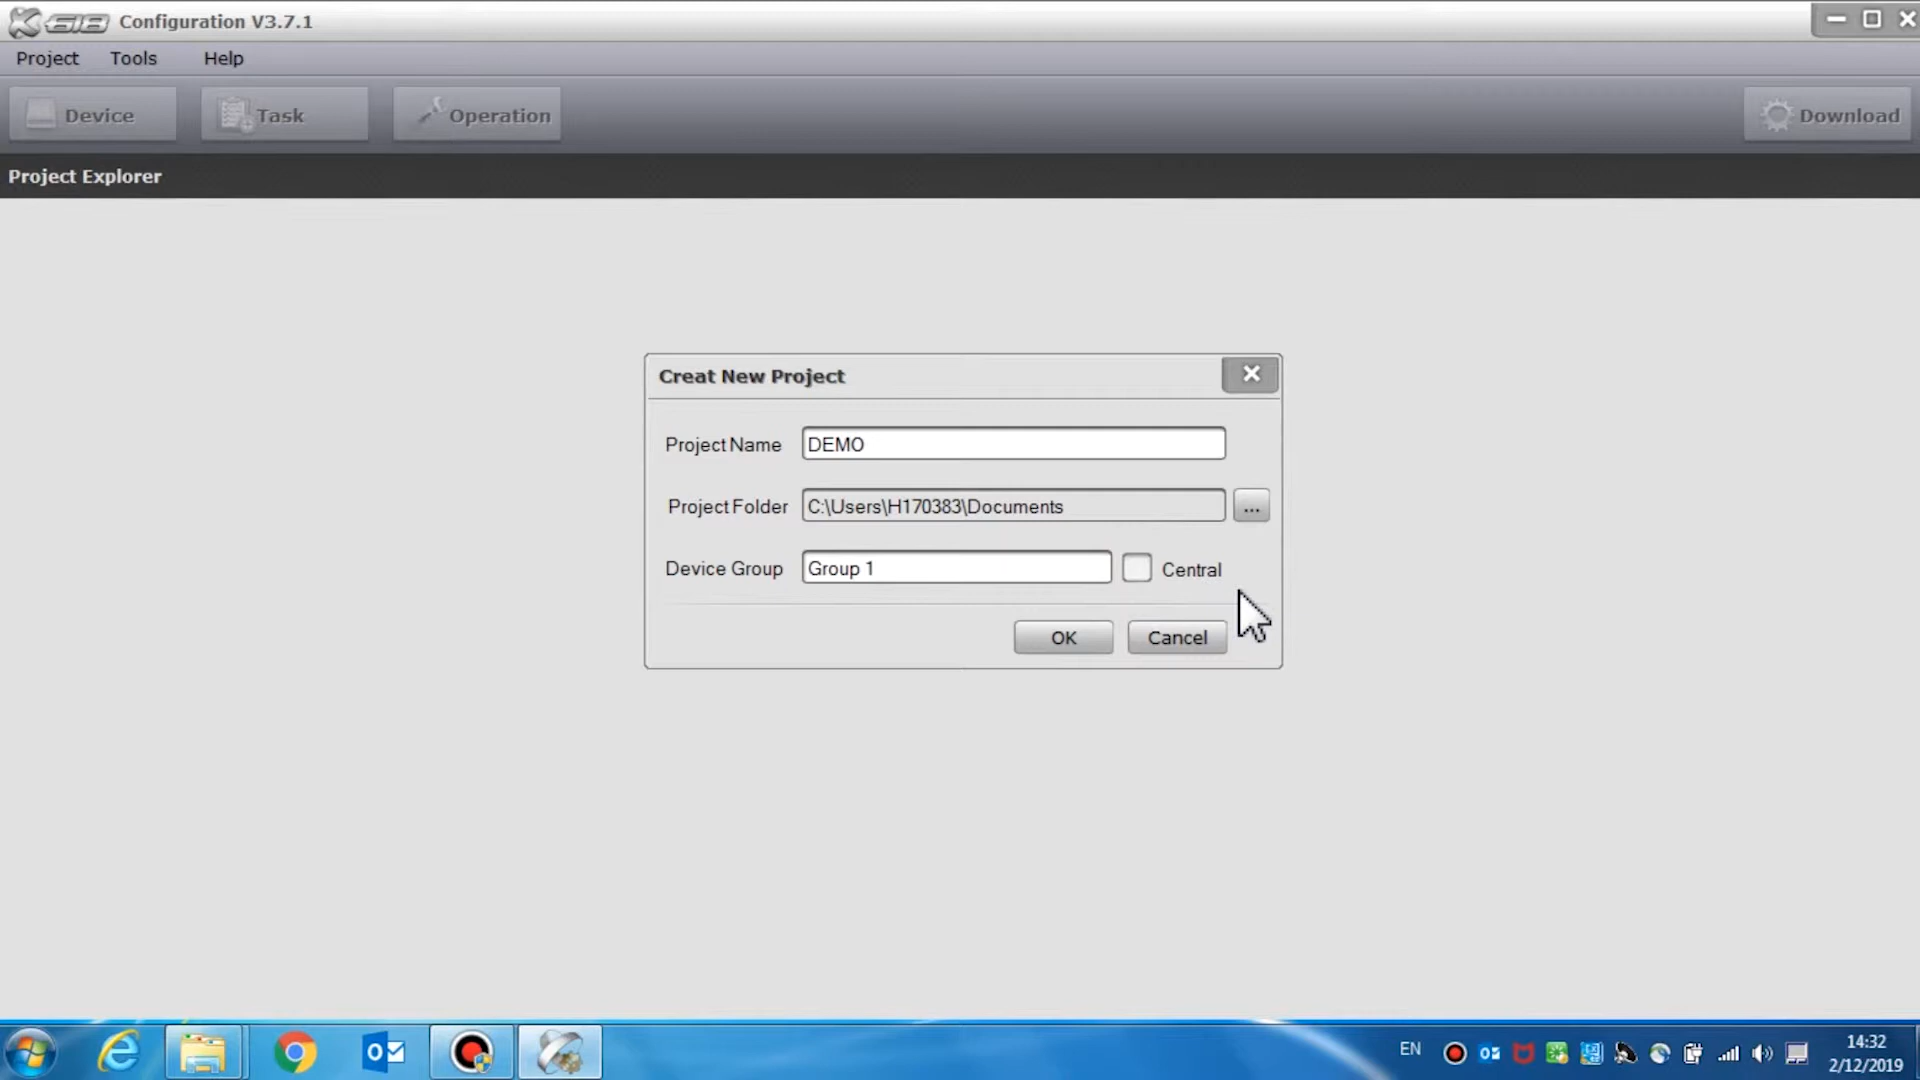 X-618 Configuration V3.7.1
Project Tools Help
Device Task Operation Download
Project Explorer
Creat New Project
Project Name DEMO
Project Folder C:\Users\H170383\Documents ...
Device Group Group 1 Central
OK Cancel
EN 14:32
2/12/2019